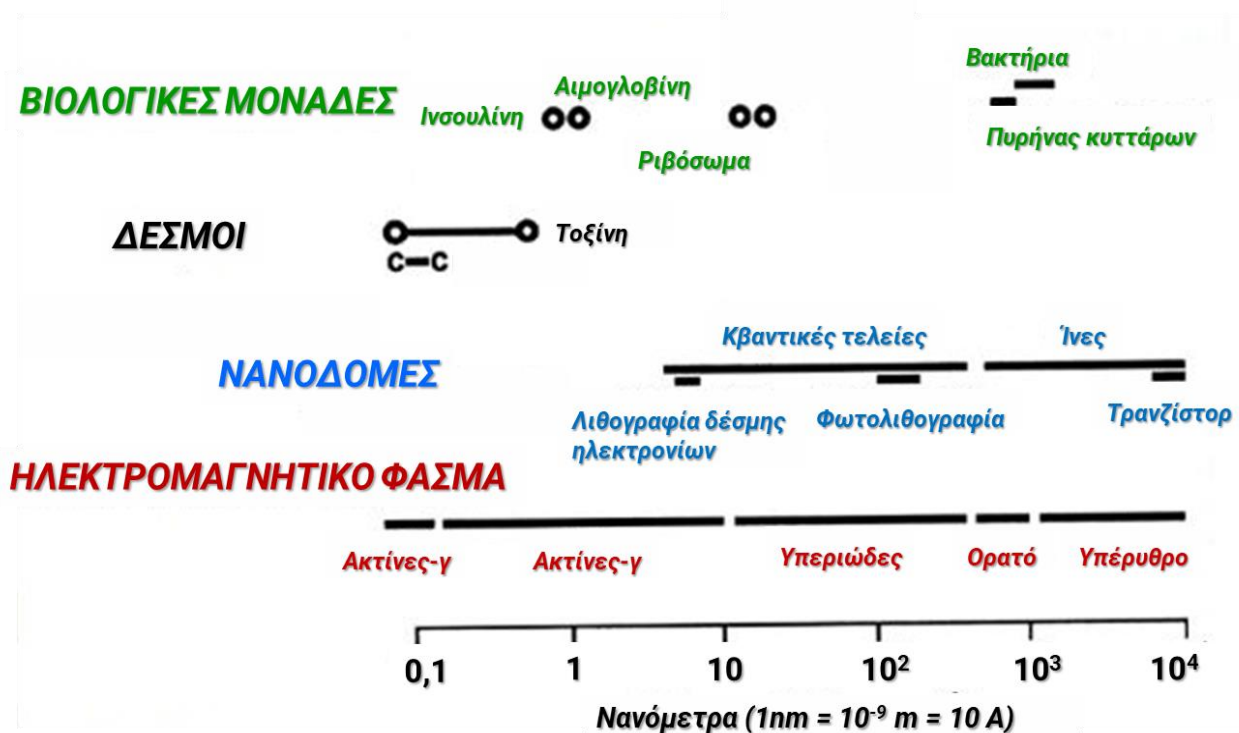 ΒΙΟΛΟΓΙΚΕΣ ΜΟΝΑΔΕΣ
Ινσουλίνη
Αιμογλοβίνη
Ριβόσωμα
Βακτήρια
Πυρήνας κυττάρων
ΔΕΣΜΟΙ
Τοξίνη
C–C
ΝΑΝΟΔΟΜΕΣ
Κβαντικές τελείες
Ίνες
Λιθογραφία δέσμης
ηλεκτρονίων
Φωτολιθογραφία
Τρανζίστορ
ΗΛΕΚΤΡΟΜΑΓΝΗΤΙΚΟ ΦΑΣΜΑ
Ακτίνες-γ
Ακτίνες-γ
Υπεριώδες
Ορατό
Υπέρυθρο
0,1 1 10 10² 10³ 10⁴
Νανόμετρα (1nm = 10⁻⁹ m = 10 A)